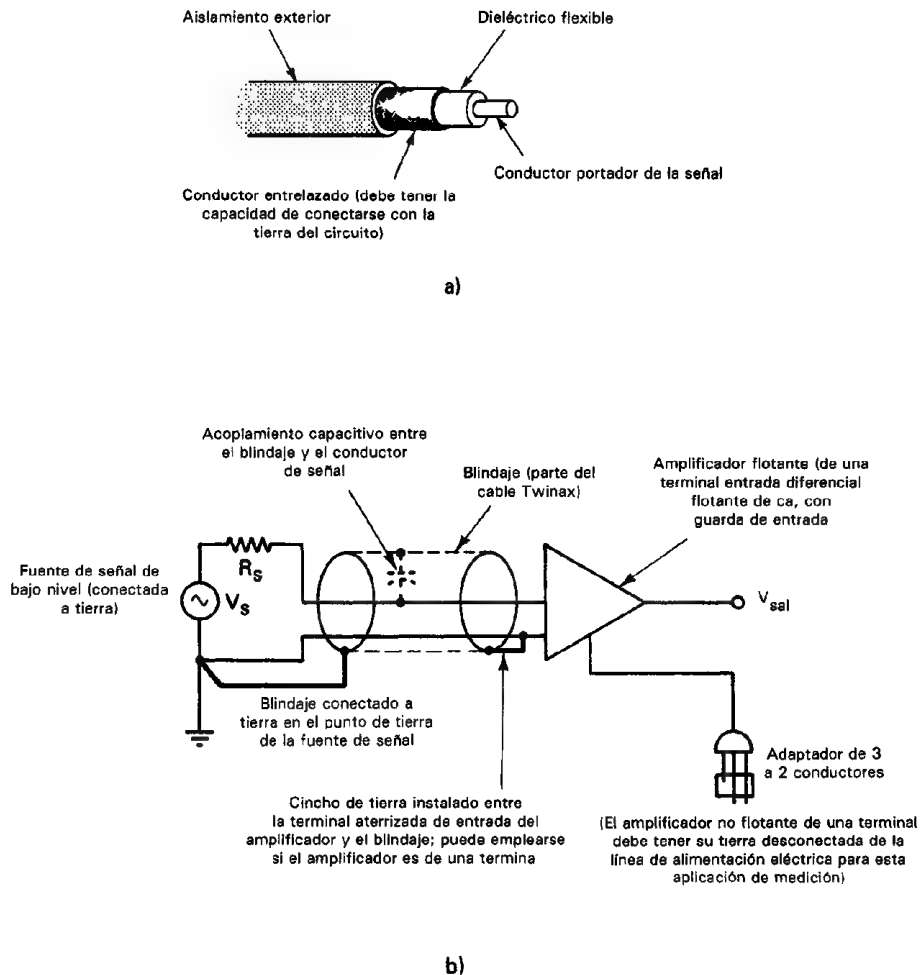 Aislamiento exterior
Dieléctrico flexible
Conductor portador de la señal
Conductor entrelazado (debe tener la
capacidad de conectarse con la
tierra del circuito)
a)
Acoplamiento capacitivo entre
el blindaje y el conductor
de señal
Blindaje (parte del
cable Twinax)
Amplificador flotante (de una
terminal entrada diferencial
flotante de ca, con
guarda de entrada
Fuente de señal de
bajo nivel (conectada
a tierra)
RS
VS
Vsal
Blindaje conectado a
tierra en el punto de tierra
de la fuente de señal
Adaptador de 3
a 2 conductores
Cincho de tierra instalado entre
la terminal aterrizada de entrada del
amplificador y el blindaje; puede emplearse
si el amplificador es de una termina
(El amplificador no flotante de una terminal
debe tener su tierra desconectada de la
línea de alimentación eléctrica para esta
aplicación de medición)
b)